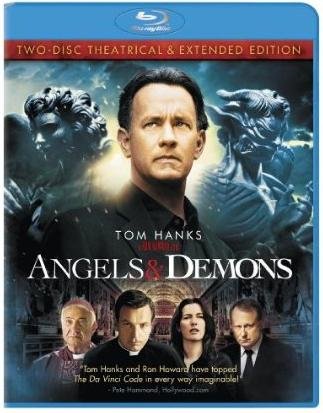 Blu-ray Disc
TWO-DISC THEATRICAL & EXTENDED EDITION
TOM HANKS
ANGELS & DEMONS
"Tom Hanks and Ron Howard have topped
The Da Vinci Code in every way imaginable!"
- Pete Hammond, Hollywood.com